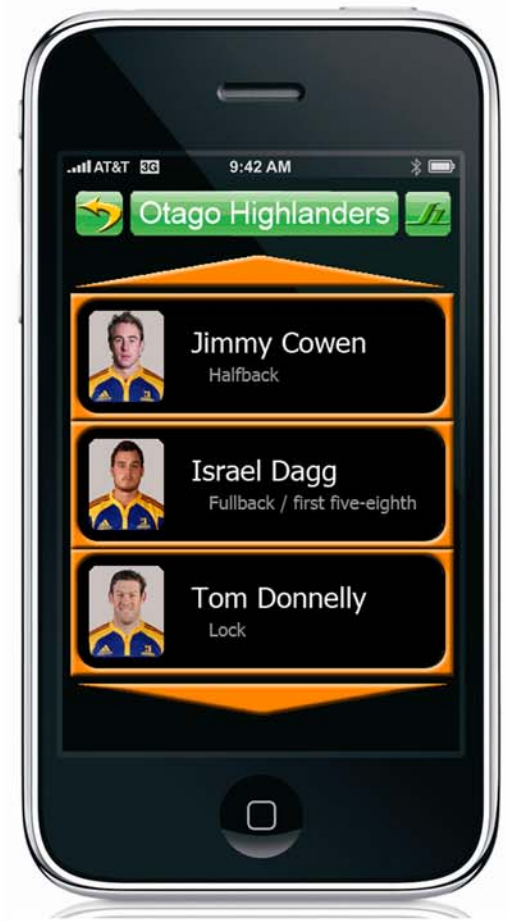 AT&T 3G 9:42 AM
Otago Highlanders
Jimmy Cowen
Halfback
Israel Dagg
Fullback / first five-eighth
Tom Donnelly
Lock